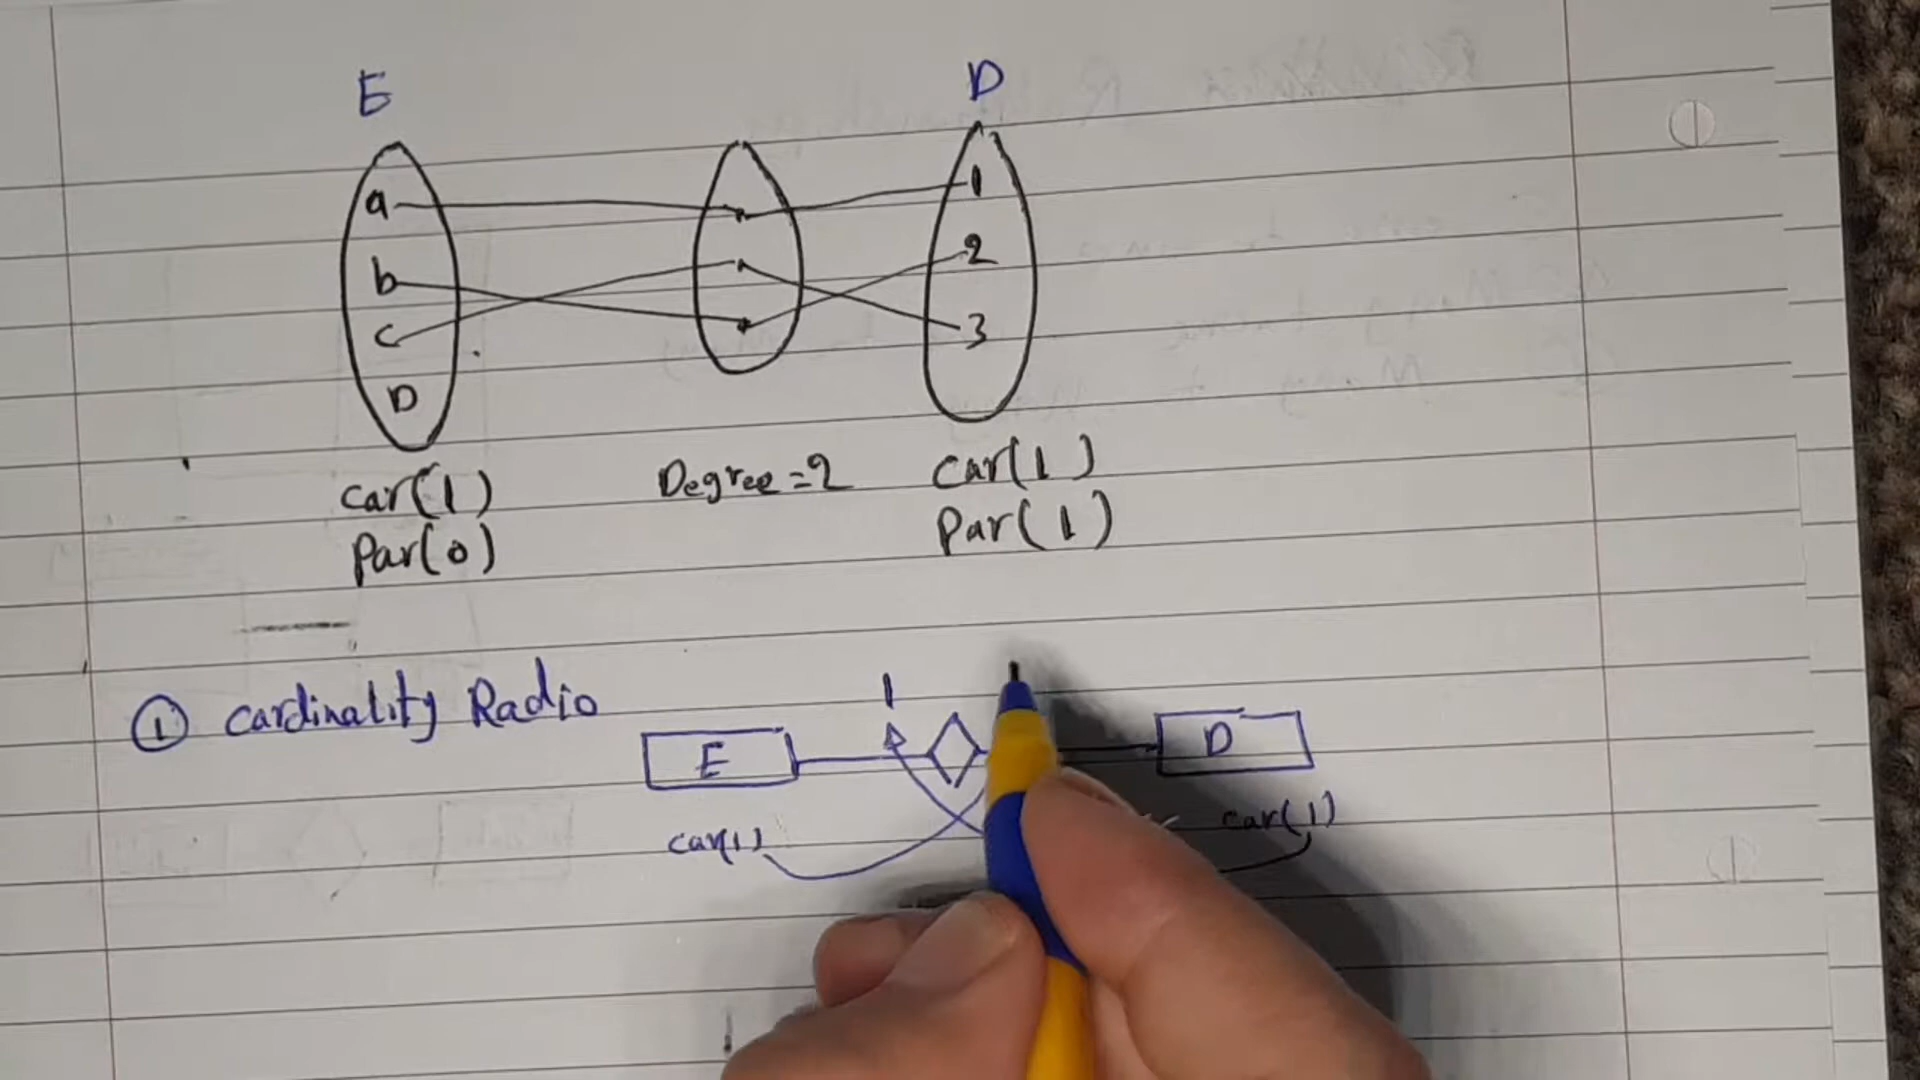 E D
a 1
b 2
c 3
D
car(1) Degree=2 car(1)
Par(0) Par(1)
① Cardinality Radio 1
E D
car(1) car(1)